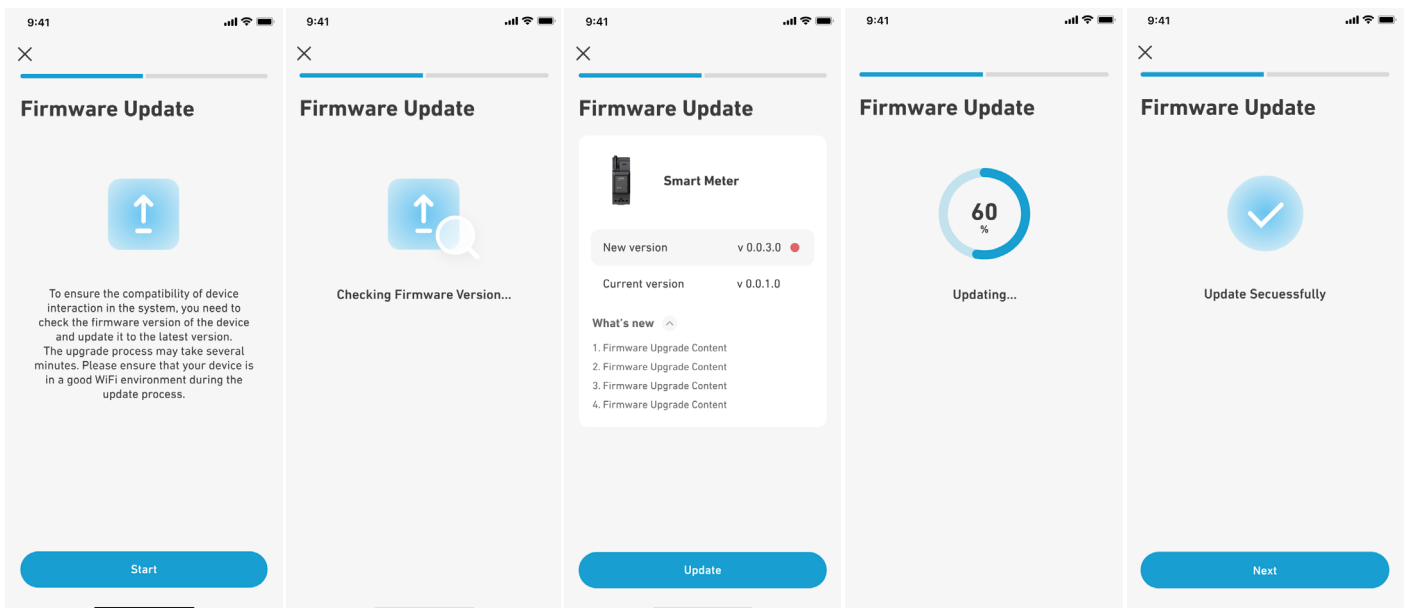 9:41
Firmware Update
To ensure the compatibility of device
interaction in the system, you need to
check the firmware version of the device
and update it to the latest version.
The upgrade process may take several
minutes. Please ensure that your device is
in a good WiFi environment during the
update process.
Start
9:41
Firmware Update
Checking Firmware Version...
9:41
Firmware Update
Smart Meter
New version v 0.0.3.0
Current version v 0.0.1.0
What's new
1. Firmware Upgrade Content
2. Firmware Upgrade Content
3. Firmware Upgrade Content
4. Firmware Upgrade Content
Update
9:41
Firmware Update
60
%
Updating...
9:41
Firmware Update
Update Secuessfully
Next